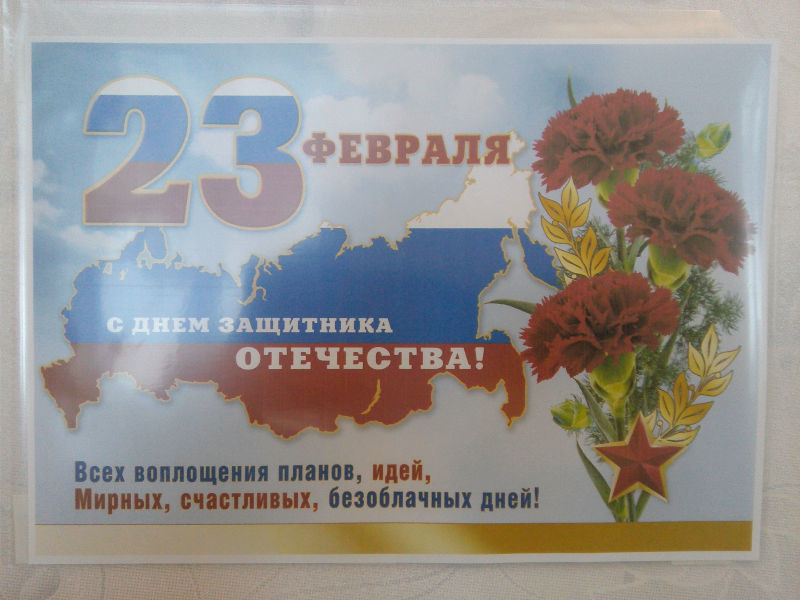 23
ФЕВРАЛЯ
С ДНЕМ ЗАЩИТНИКА
ОТЕЧЕСТВА!
Всех воплощения планов, идей,
Мирных, счастливых, безоблачных дней!